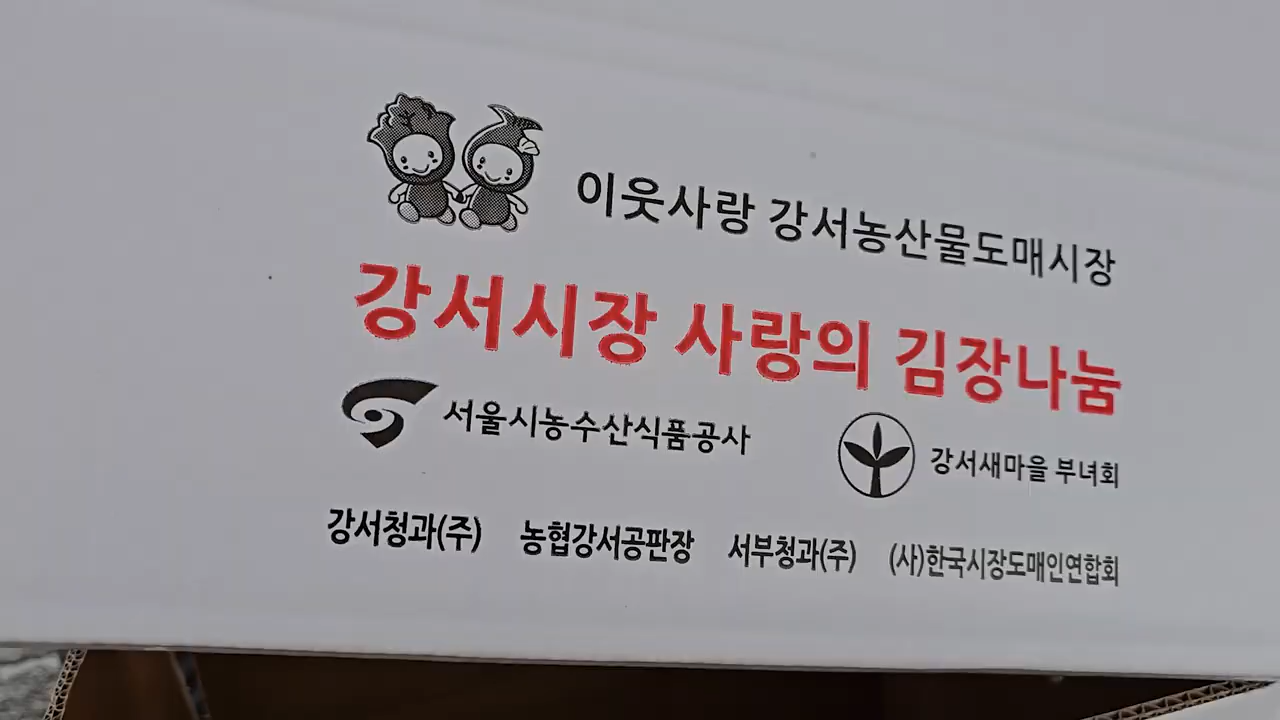 이웃사랑 강서농산물도매시장
강서시장 사랑의 김장나눔
서울시농수산식품공사 강서새마을 부녀회
강서청과(주) 농협강서공판장 서부청과(주) (사)한국시장도매인연합회